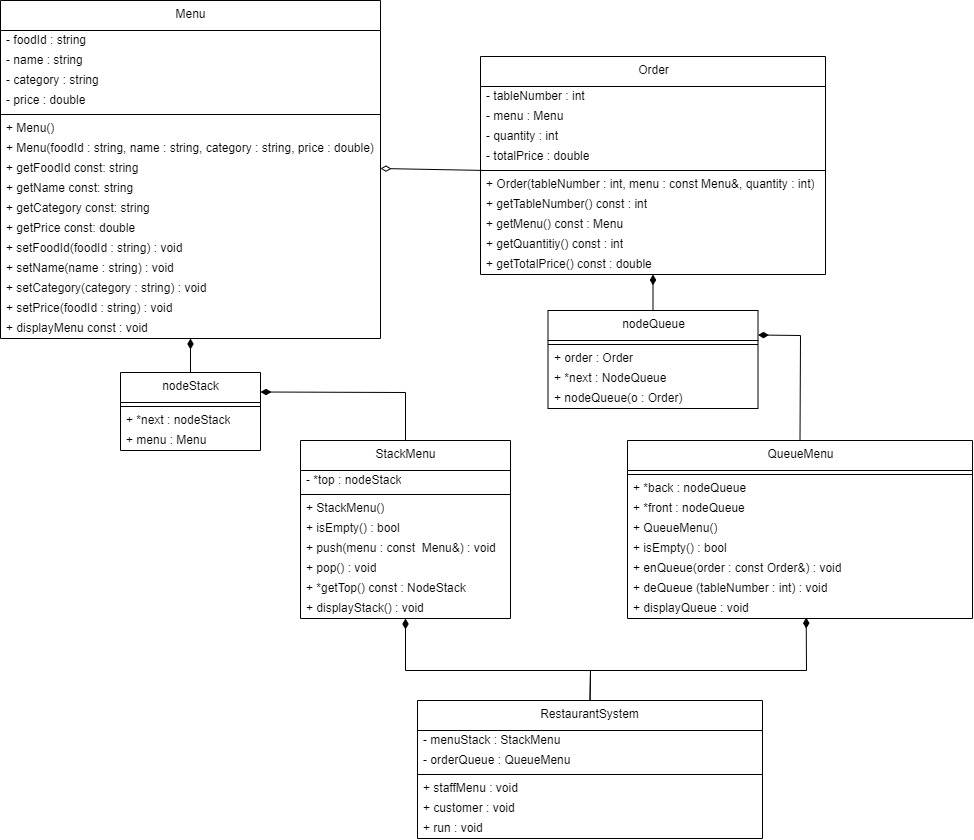 Menu
- foodId : string
- name : string
- category : string
- price : double
+ Menu()
+ Menu(foodId : string, name : string, category : string, price : double)
+ getFoodId const: string
+ getName const: string
+ getCategory const: string
+ getPrice const: double
+ setFoodId(foodId : string) : void
+ setName(name : string) : void
+ setCategory(category : string) : void
+ setPrice(foodId : string) : void
+ displayMenu const : void
Order
- tableNumber : int
- menu : Menu
- quantity : int
- totalPrice : double
+ Order(tableNumber : int, menu : const Menu&, quantity : int)
+ getTableNumber() const : int
+ getMenu() const : Menu
+ getQuantitiy() const : int
+ getTotalPrice() const : double
nodeQueue
+ order : Order
+ *next : NodeQueue
+ nodeQueue(o : Order)
nodeStack
+ *next : nodeStack
+ menu : Menu
StackMenu
- *top : nodeStack
+ StackMenu()
+ isEmpty() : bool
+ push(menu : const  Menu&) : void
+ pop() : void
+ *getTop() const : NodeStack
+ displayStack() : void
QueueMenu
+ *back : nodeQueue
+ *front : nodeQueue
+ QueueMenu()
+ isEmpty() : bool
+ enQueue(order : const Order&) : void
+ deQueue (tableNumber : int) : void
+ displayQueue : void
RestaurantSystem
- menuStack : StackMenu
- orderQueue : QueueMenu
+ staffMenu : void
+ customer : void
+ run : void